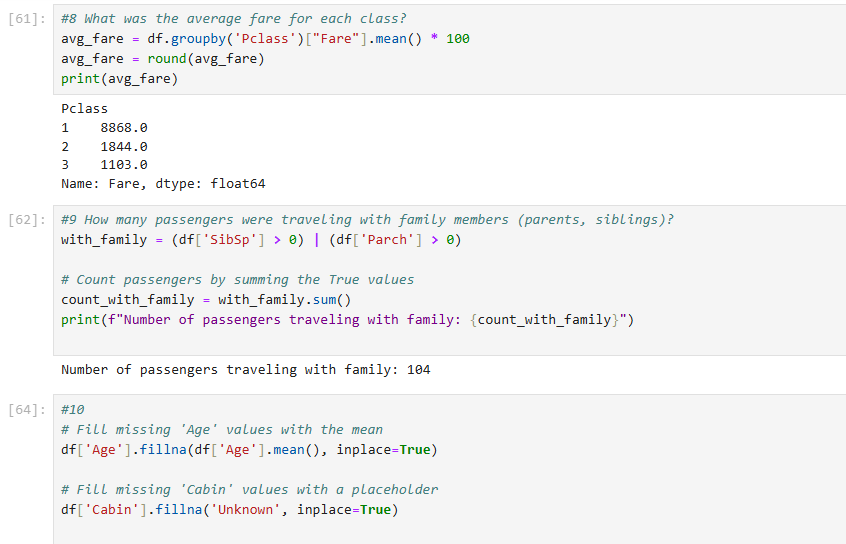 [61]: #8 What was the average fare for each class?
avg_fare = df.groupby('Pclass')["Fare"].mean() * 100
avg_fare = round(avg_fare)
print(avg_fare)
Pclass
1    8868.0
2    1844.0
3    1103.0
Name: Fare, dtype: float64
[62]: #9 How many passengers were traveling with family members (parents, siblings)?
with_family = (df['SibSp'] > 0) | (df['Parch'] > 0)
# Count passengers by summing the True values
count_with_family = with_family.sum()
print(f"Number of passengers traveling with family: {count_with_family}")
Number of passengers traveling with family: 104
[64]: #10
# Fill missing 'Age' values with the mean
df['Age'].fillna(df['Age'].mean(), inplace=True)
# Fill missing 'Cabin' values with a placeholder
df['Cabin'].fillna('Unknown', inplace=True)